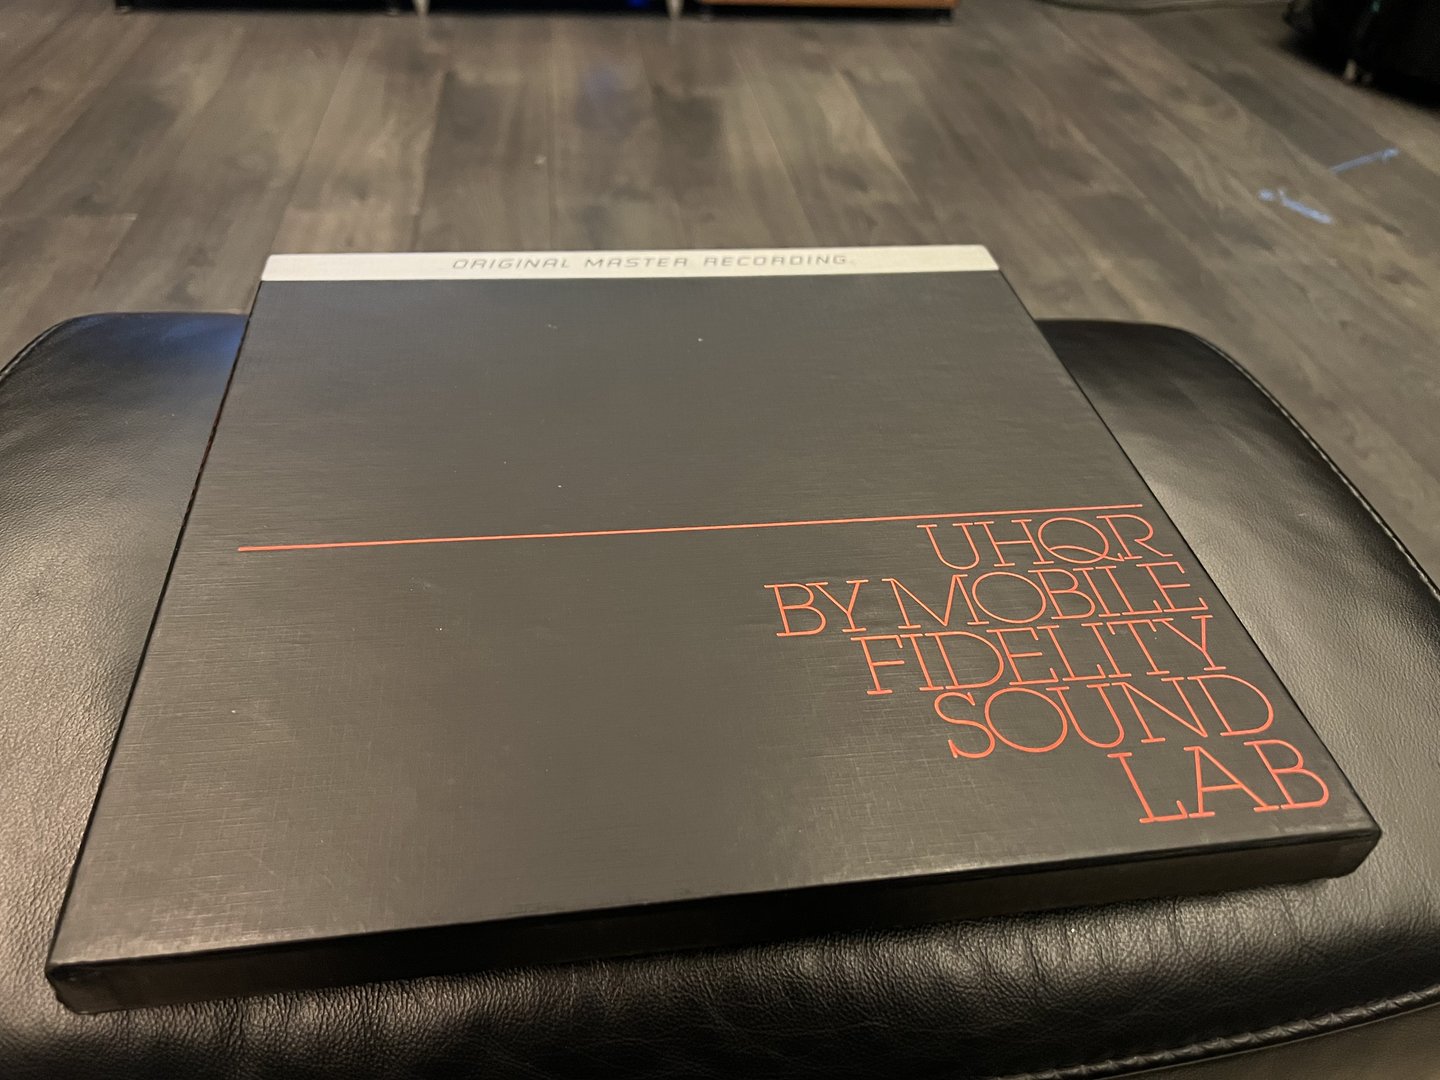 ORIGINAL MASTER RECORDING
UHQR
BY MOBILE
FIDELITY
SOUND
LAB